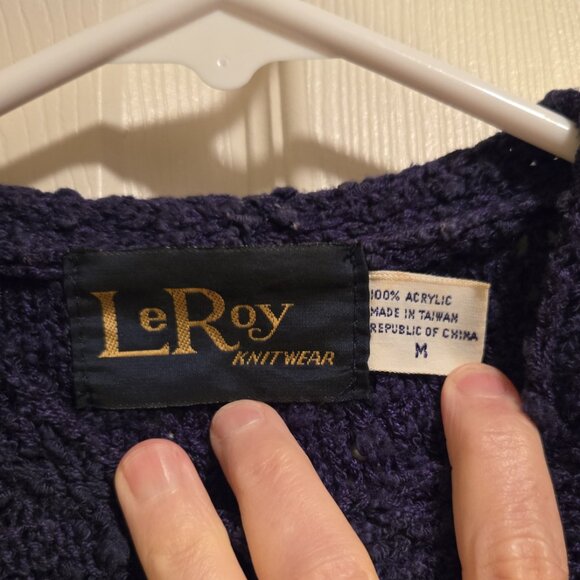 LeRoy
KNITWEAR
100% ACRYLIC
MADE IN TAIWAN
REPUBLIC OF CHINA
M